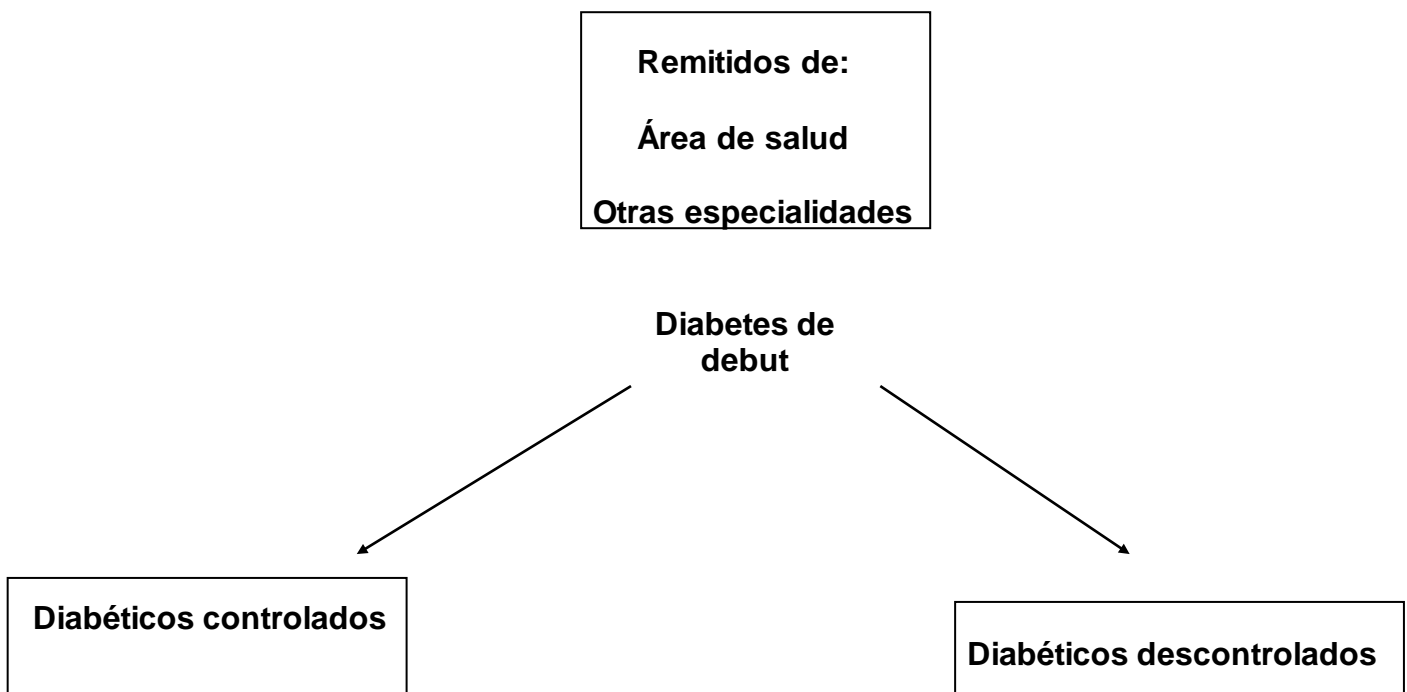 Remitidos de:
Área de salud
Otras especialidades
Diabetes de
debut
Diabéticos controlados
Diabéticos descontrolados